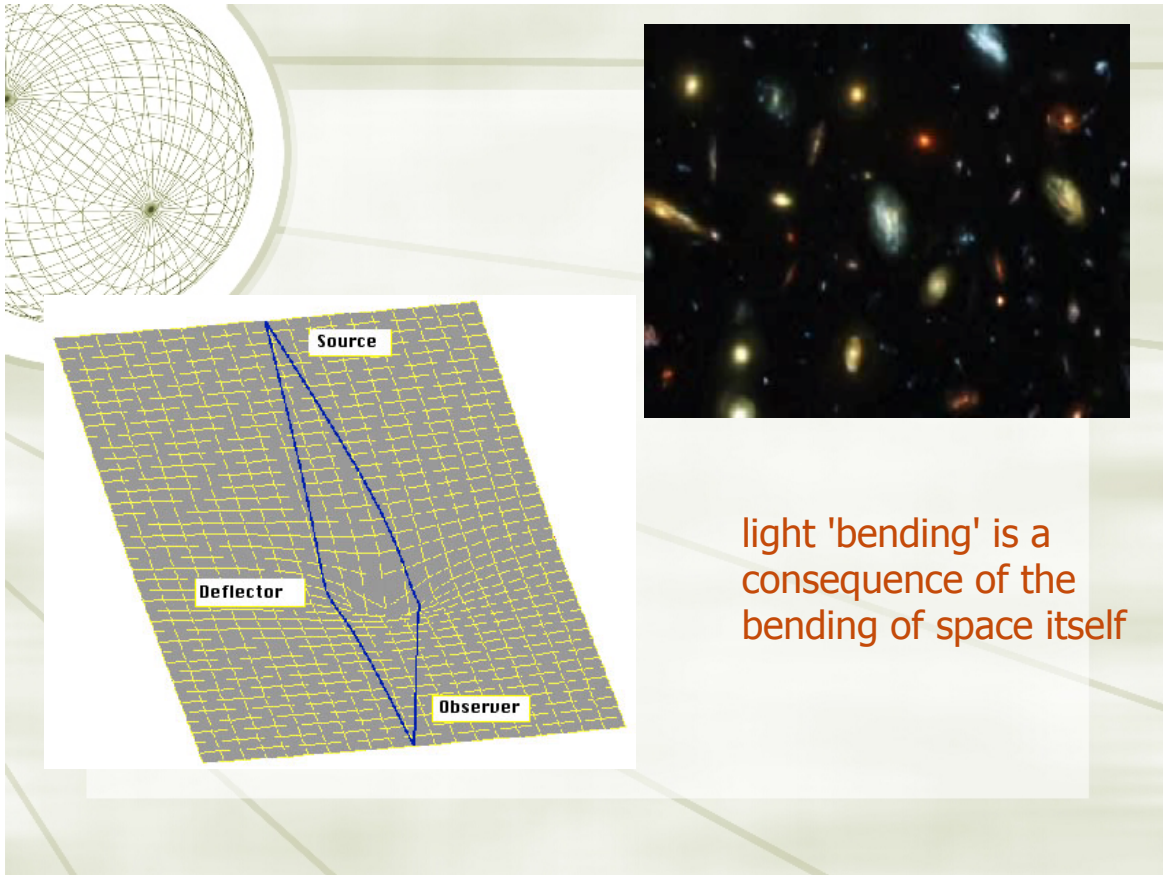 Source
Deflector
Observer
light 'bending' is a
consequence of the
bending of space itself